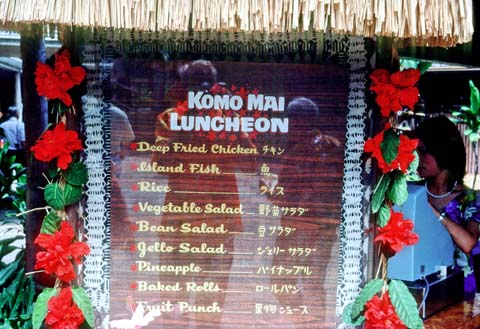 KOMO MAI
LUNCHEON
Deep Fried Chicken チキン
Island Fish 魚
Rice ライス
Vegetable Salad 野菜サラダ
Bean Salad 豆サラダ
Jello Salad ジェリーサラダ
Pineapple パイナップル
Baked Rolls ロールパン
Fruit Punch 果物ジュース